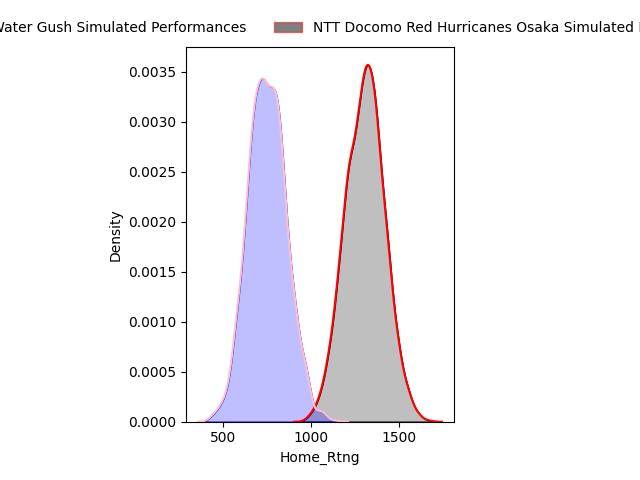 Water Gush Simulated Performances
NTT Docomo Red Hurricanes Osaka Simulated
0.0035
0.0030
0.0025
0.0020
0.0015
0.0010
0.0005
0.0000
Density
500 1000 1500
Home_Rtng